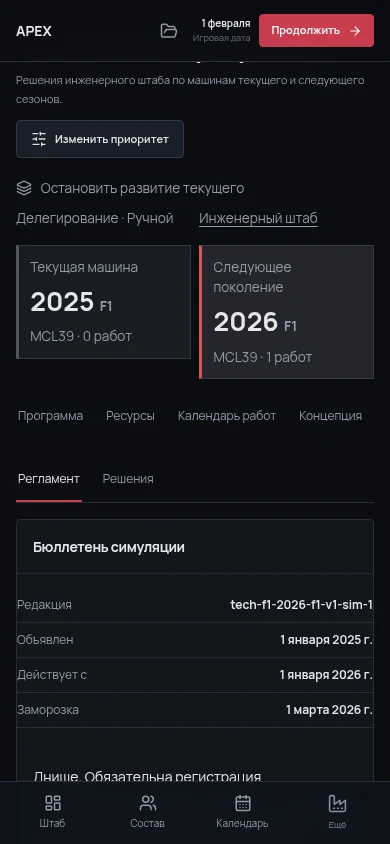 APEX
1 февраля
Игровая дата
Продолжить
Решения инженерного штаба по машинам текущего и следующего
сезонов.
Изменить приоритет
Остановить развитие текущего
Делегирование · Ручной
Инженерный штаб
Текущая машина
2025 F1
MCL39 · 0 работ
Следующее
поколение
2026 F1
MCL39 · 1 работ
Программа
Ресурсы
Календарь работ
Концепция
Регламент
Решения
Бюллетень симуляции
Редакция
tech-f1-2026-f1-v1-sim-1
Объявлен
1 января 2025 г.
Действует с
1 января 2026 г.
Заморозка
1 марта 2026 г.
Днище. Обязательна регистрация
Штаб
Состав
Календарь
Ещё